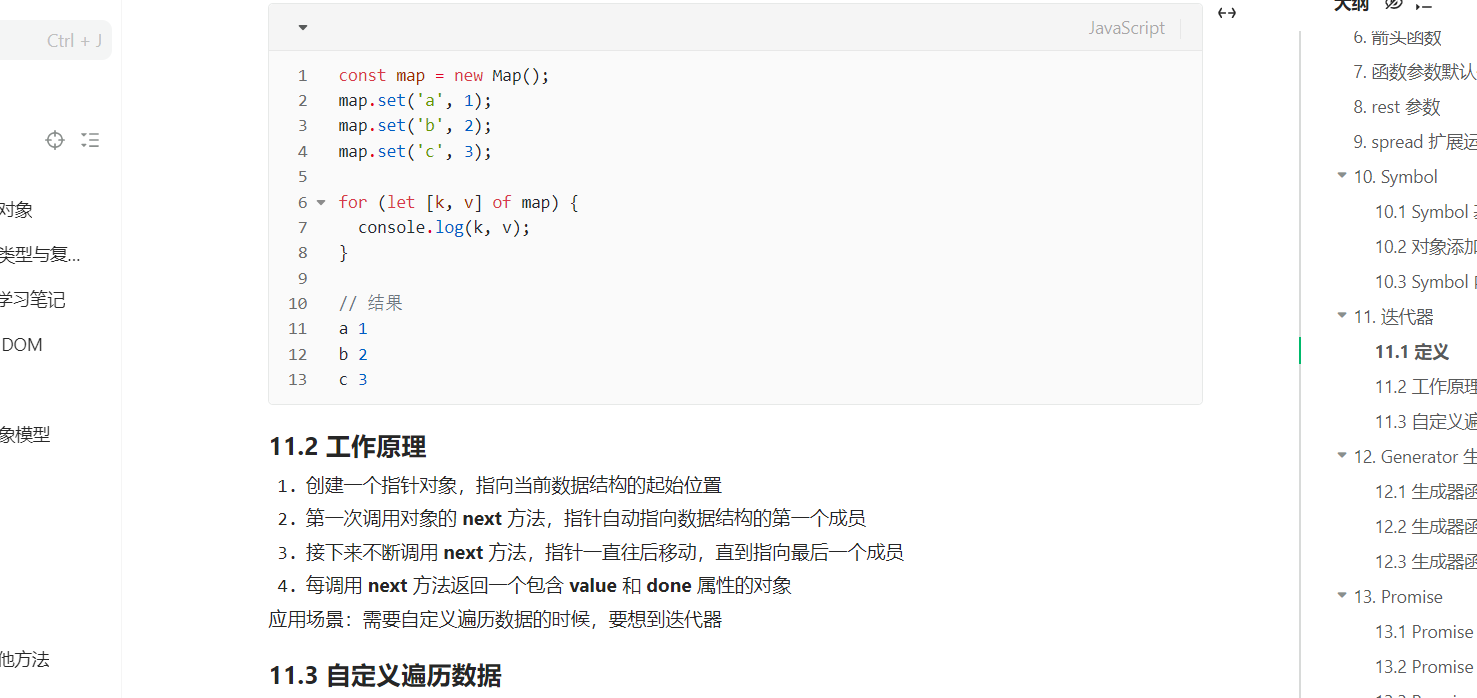 Ctrl + J
对象
类型与复...
学习笔记
DOM
象模型
他方法
JavaScript
1 const map = new Map();
2 map.set('a', 1);
3 map.set('b', 2);
4 map.set('c', 3);
5
6 for (let [k, v] of map) {
7 console.log(k, v);
8 }
9
10 // 结果
11 a 1
12 b 2
13 c 3
11.2 工作原理
1. 创建一个指针对象，指向当前数据结构的起始位置
2. 第一次调用对象的 next 方法，指针自动指向数据结构的第一个成员
3. 接下来不断调用 next 方法，指针一直往后移动，直到指向最后一个成员
4. 每调用 next 方法返回一个包含 value 和 done 属性的对象
应用场景：需要自定义遍历数据的时候，要想到迭代器
11.3 自定义遍历数据
大纲
6. 箭头函数
7. 函数参数默认
8. rest 参数
9. spread 扩展运
10. Symbol
10.1 Symbol
10.2 对象添加
10.3 Symbol
11. 迭代器
11.1 定义
11.2 工作原理
11.3 自定义遍
12. Generator 生
12.1 生成器函
12.2 生成器函
12.3 生成器函
13. Promise
13.1 Promise
13.2 Promise